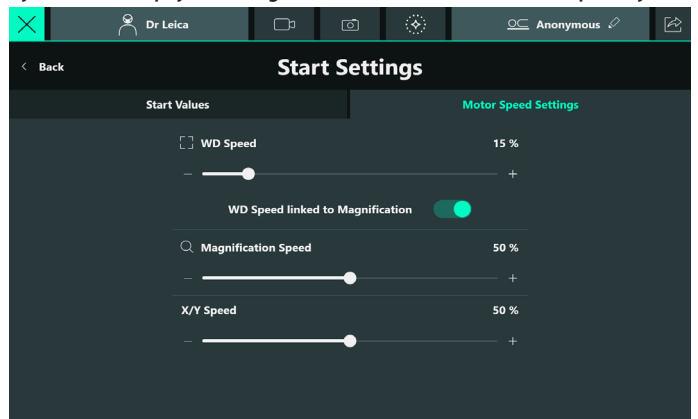 Dr Leica
Anonymous
Back
Start Settings
Start Values
Motor Speed Settings
WD Speed
15 %
− +
WD Speed linked to Magnification
Magnification Speed
50 %
− +
X/Y Speed
50 %
− +